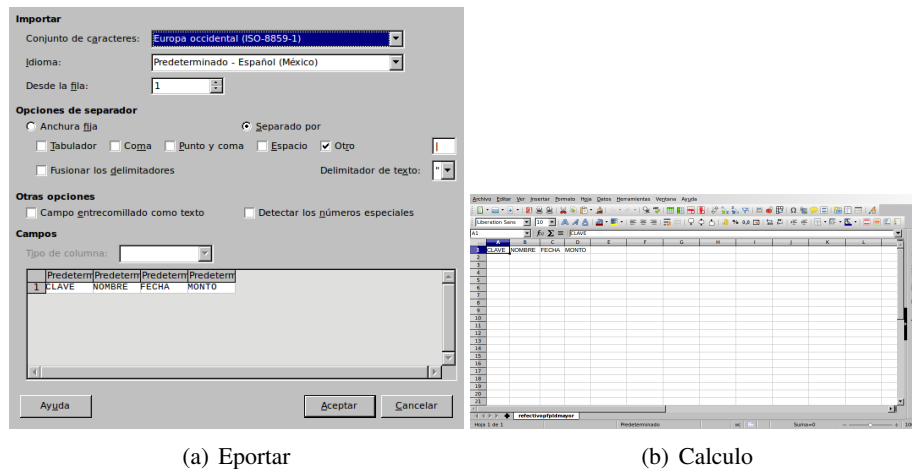 Importar
Conjunto de caracteres: Europa occidental (ISO-8859-1)
Idioma: Predeterminado - Español (México)
Desde la fila: 1
Opciones de separador
Anchura fija Separado por
Tabulador Coma Punto y coma Espacio Otro |
Fusionar los delimitadores Delimitador de texto: "
Otras opciones
Campo entrecomillado como texto Detectar los números especiales
Campos
Tipo de columna:
Predeterm Predeterm Predeterm Predeterm
1 CLAVE NOMBRE FECHA MONTO
Ayuda Aceptar Cancelar
(a) Eportar
Archivo Editar Ver Insertar Formato Hoja Datos Herramientas Ventana Ayuda
Liberation Sans 10
A1 CLAVE
A B C D E F G H I J K L
1 CLAVE NOMBRE FECHA MONTO
2
3
4
5
6
7
8
9
10
11
12
13
14
15
16
17
18
19
20
21
refectivopfpldmayor
Hoja 1 de 1 Predeterminado Suma=0
(b) Calculo